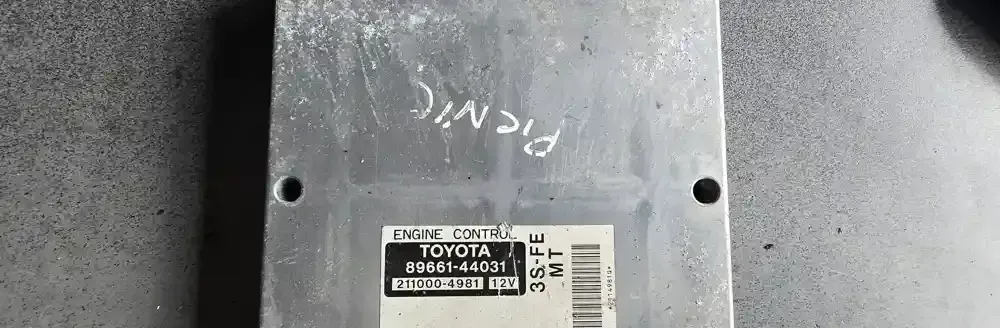 PICNIC
ENGINE CONTROL
TOYOTA
89661-44031
211000-4981 12V
3S-FE
MT